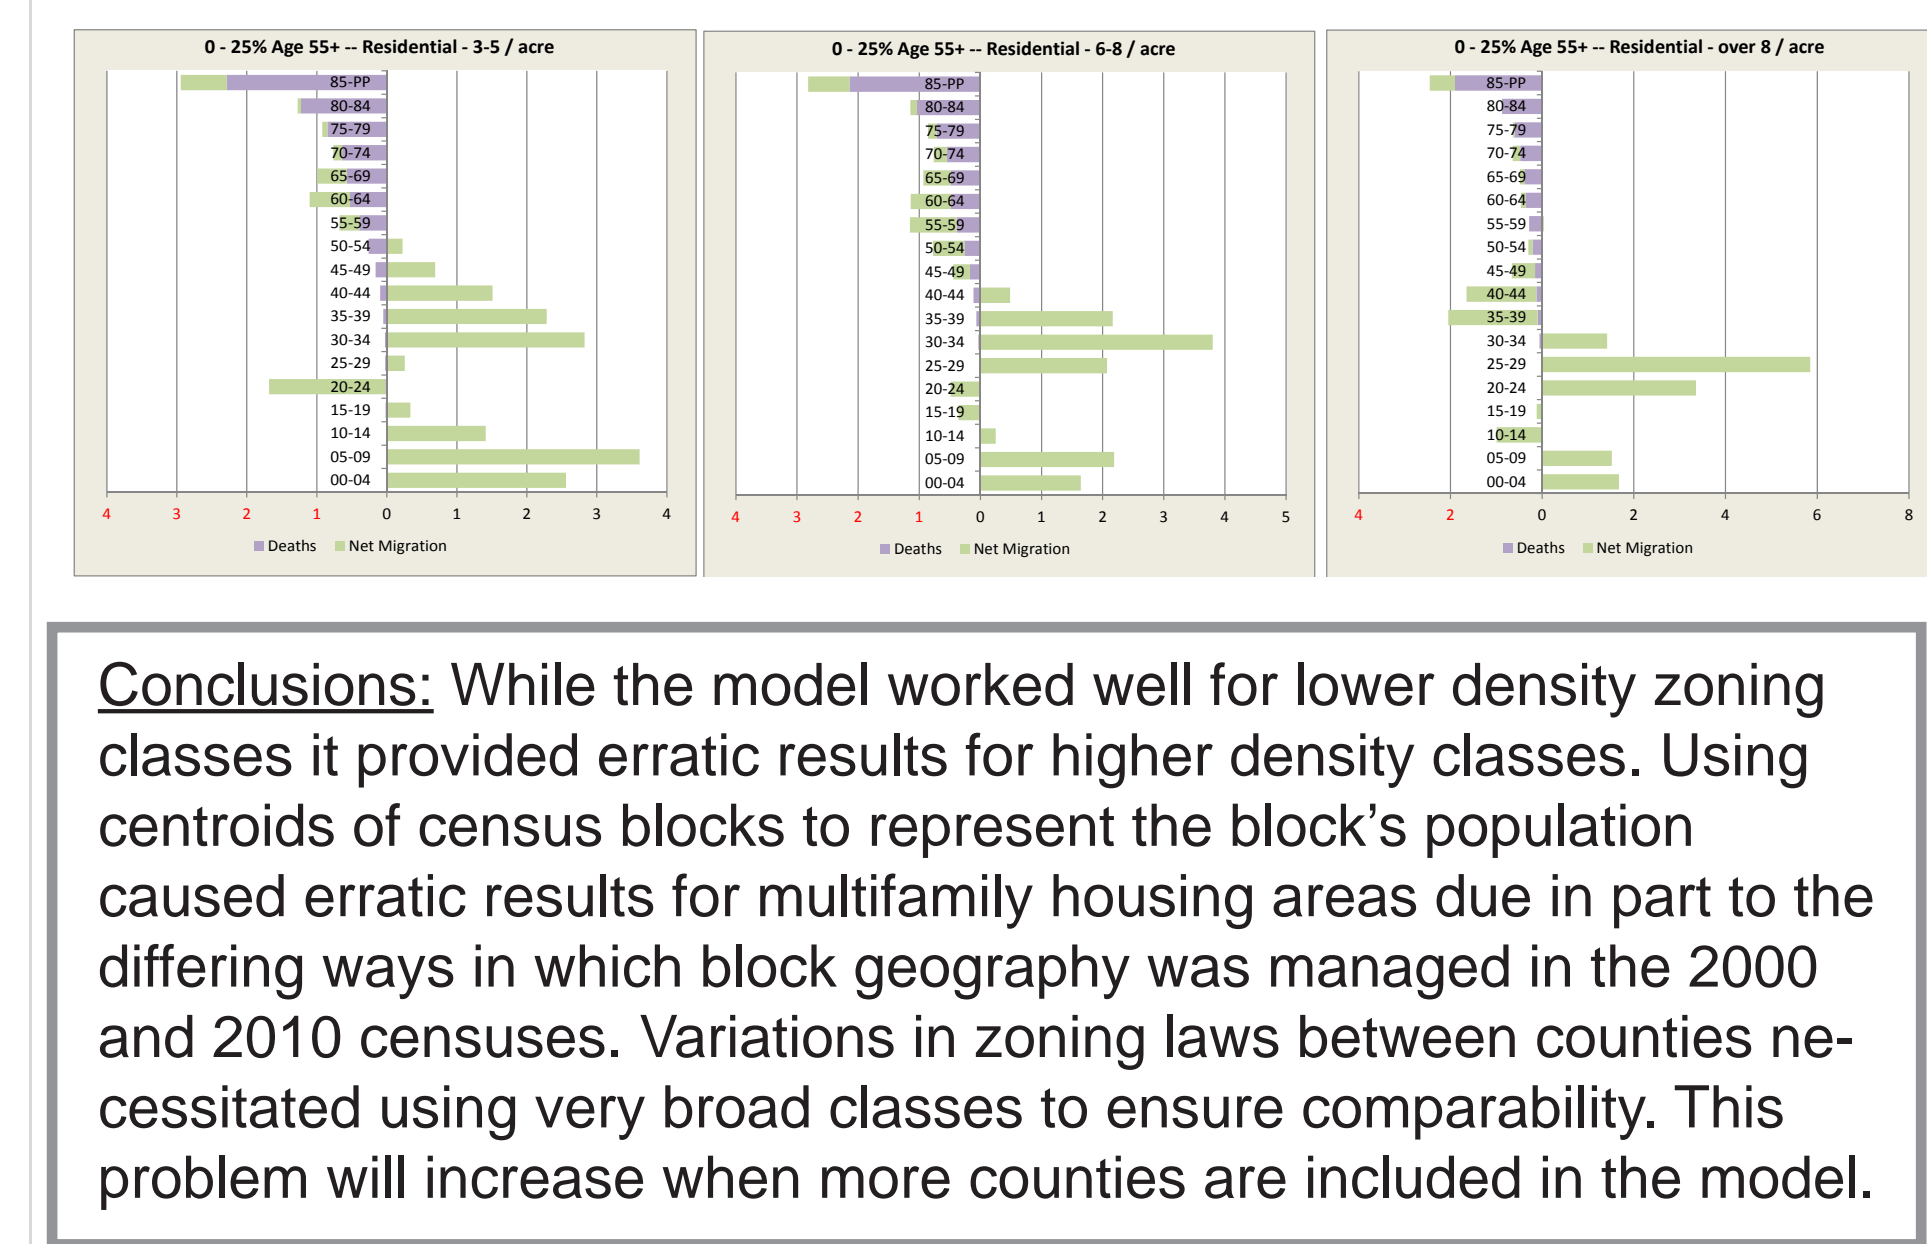 0 - 25% Age 55+ -- Residential - 3-5 / acre
85-PP
80-84
75-79
70-74
65-69
60-64
55-59
50-54
45-49
40-44
35-39
30-34
25-29
20-24
15-19
10-14
05-09
00-04
4 3 2 1 0 1 2 3 4
Deaths Net Migration
0 - 25% Age 55+ -- Residential - 6-8 / acre
85-PP
80-84
75-79
70-74
65-69
60-64
55-59
50-54
45-49
40-44
35-39
30-34
25-29
20-24
15-19
10-14
05-09
00-04
4 3 2 1 0 1 2 3 4 5
Deaths Net Migration
0 - 25% Age 55+ -- Residential - over 8 / acre
85-PP
80-84
75-79
70-74
65-69
60-64
55-59
50-54
45-49
40-44
35-39
30-34
25-29
20-24
15-19
10-14
05-09
00-04
4 2 0 2 4 6 8
Deaths Net Migration
Conclusions: While the model worked well for lower density zoning
classes it provided erratic results for higher density classes. Using
centroids of census blocks to represent the block’s population
caused erratic results for multifamily housing areas due in part to the
differing ways in which block geography was managed in the 2000
and 2010 censuses. Variations in zoning laws between counties ne-
cessitated using very broad classes to ensure comparability. This
problem will increase when more counties are included in the model.